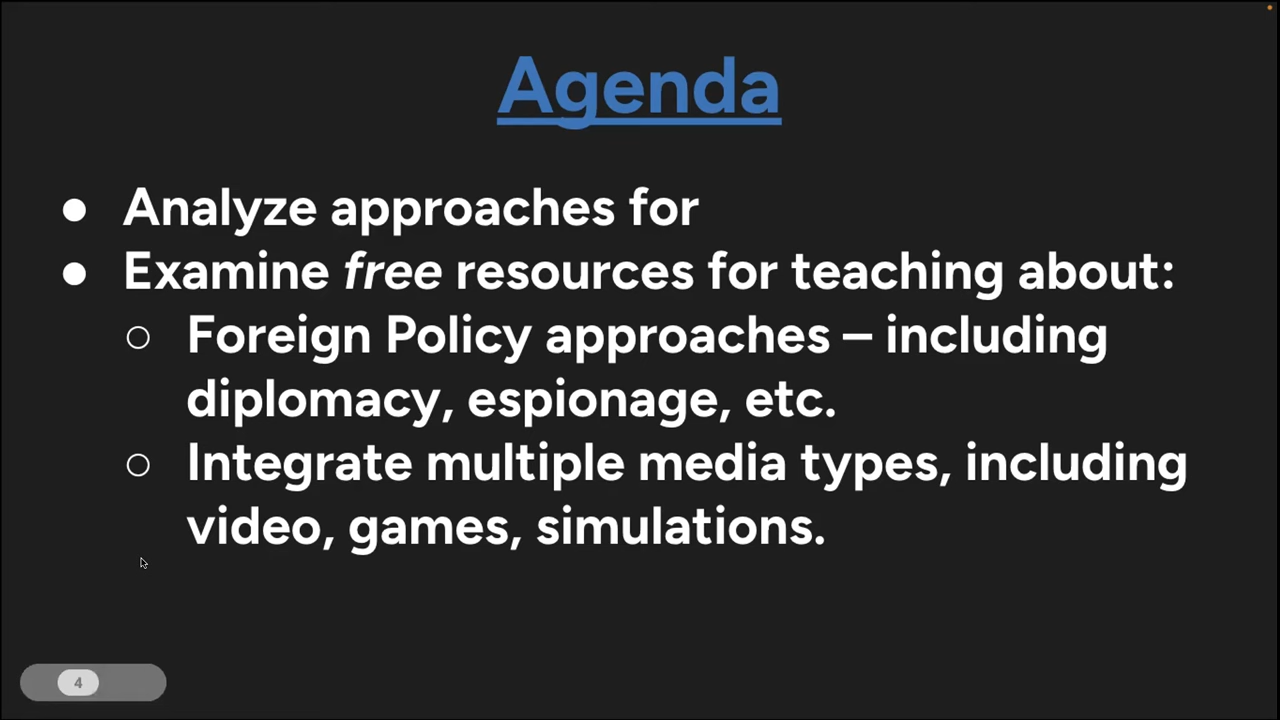 Agenda
● Analyze approaches for
● Examine free resources for teaching about:
○ Foreign Policy approaches – including
diplomacy, espionage, etc.
○ Integrate multiple media types, including
video, games, simulations.
4